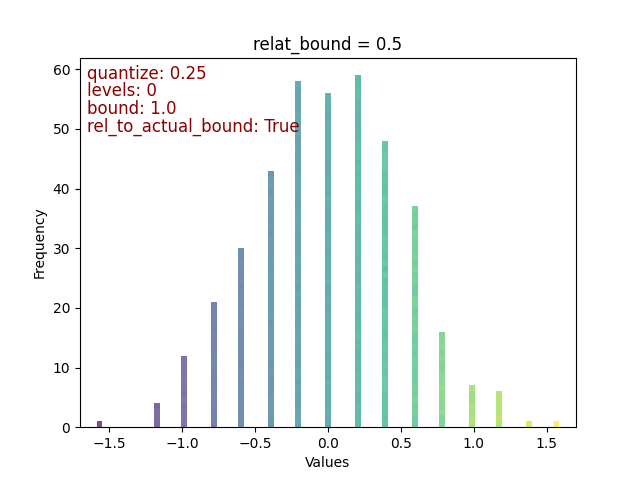 relat_bound = 0.5
quantize: 0.25
levels: 0
bound: 1.0
rel_to_actual_bound: True
60
50
40
30
20
10
0
Frequency
−1.5 −1.0 −0.5 0.0 0.5 1.0 1.5
Values